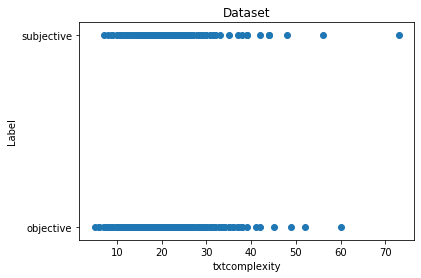 Dataset
subjective
Label
objective
10 20 30 40 50 60 70
txtcomplexity